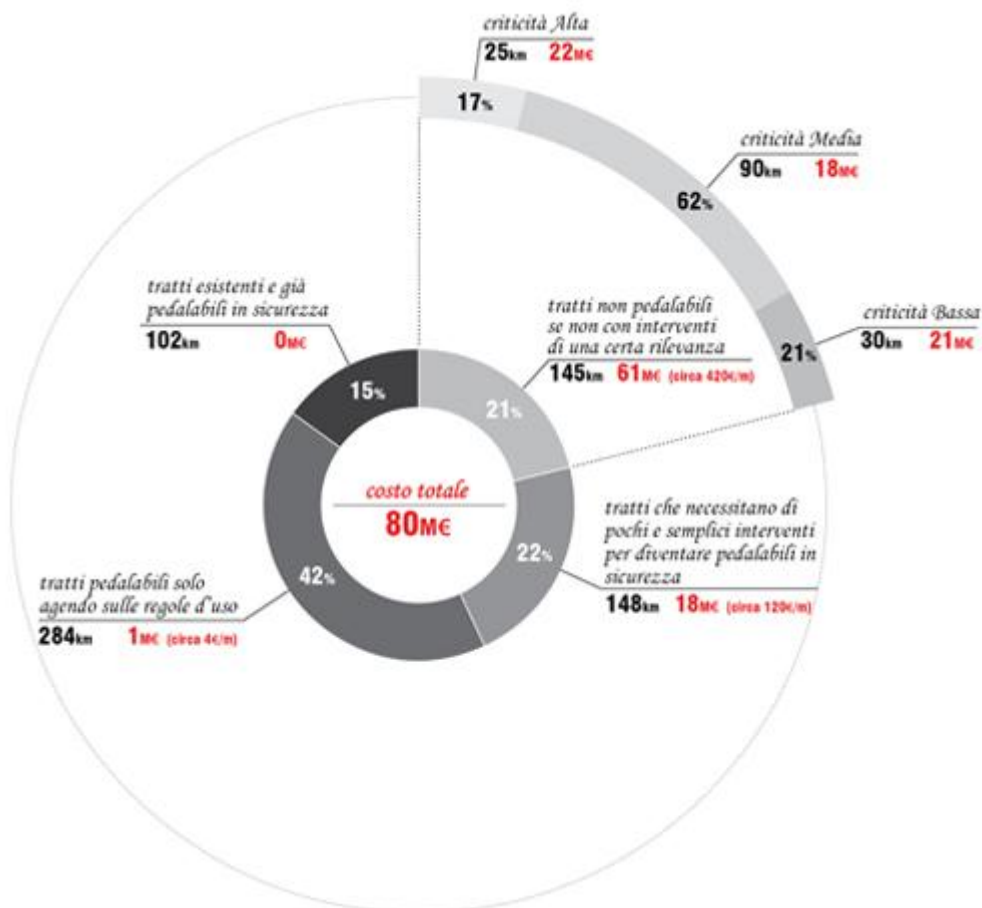 criticità Alta
25km 22M€
17%
criticità Media
90km 18M€
62%
criticità Bassa
30km 21M€
21%
tratti esistenti e già
pedalabili in sicurezza
102km 0M€
15%
tratti non pedalabili
se non con interventi
di una certa rilevanza
145km 61M€ (circa 420€/m)
21%
costo totale
80M€
tratti che necessitano di
pochi e semplici interventi
per diventare pedalabili in
sicurezza
148km 18M€ (circa 120€/m)
22%
tratti pedalabili solo
agendo sulle regole d'uso
284km 1M€ (circa 4€/m)
42%